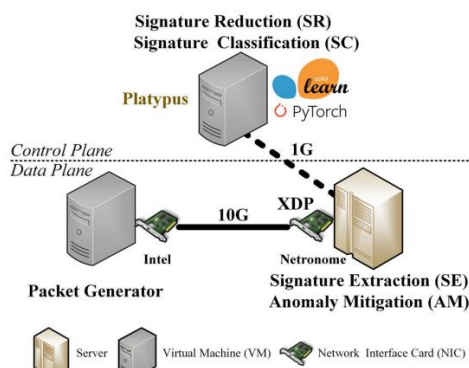 Signature Reduction (SR)
Signature Classification (SC)
Platypus
scikit
learn
PyTorch
Control Plane
Data Plane
1G
XDP
10G
Intel
Netronome
Packet Generator
Signature Extraction (SE)
Anomaly Mitigation (AM)
Server
Virtual Machine (VM)
Network Interface Card (NIC)